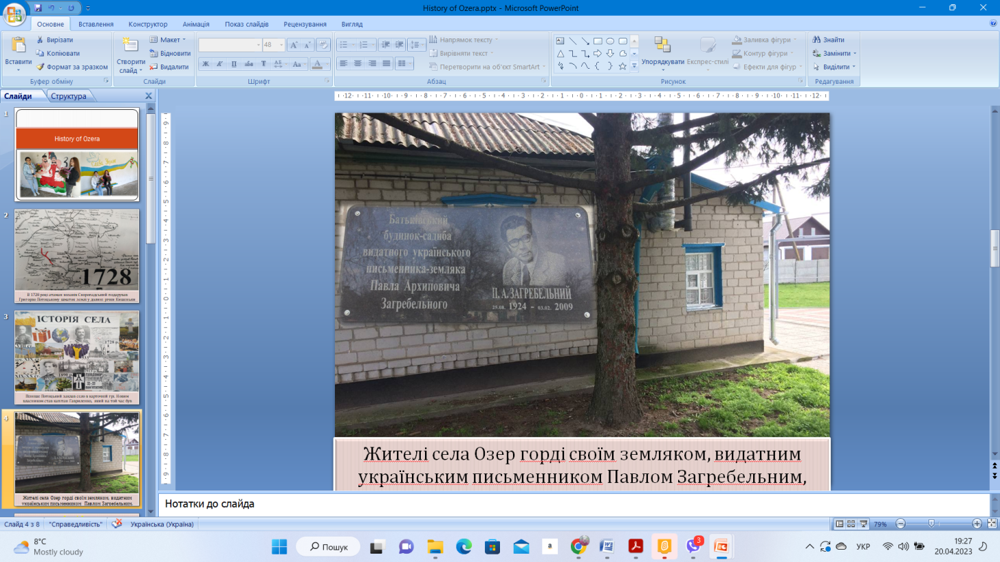 History of Ozera.pptx - Microsoft PowerPoint
Основне Вставлення Конструктор Анімація Показ слайдів Рецензування Вигляд
Вставити
Вирізати
Копіювати
Формат за зразком
Буфер обміну
Створити слайд
Макет
Відновити
Видалити
Слайди
48
Шрифт
Напрямок тексту
Вирівняти текст
Перетворити на об'єкт SmartArt
Абзац
Упорядкувати
Експрес-стилі
Заливка фігури
Контур фігури
Ефекти для фігур
Рисунок
Знайти
Замінити
Виділити
Редагування
Слайди Структура
1
History of Ozera
2
1728
В 1728 році
Григорію Потоцькому
3
ІСТОРІЯ СЕЛА
1728 р.
4
Жителі села Озер горді своїм земляком, видатним
українським письменником Павлом Загребельним,
Батьківський
будинок-садиба
видатного українського
письменника-земляка
Павла Архиповича
Загребельного
П. А. ЗАГРЕБЕЛЬНИЙ
25.08. 1924 - 03.02. 2009
Жителі села Озер горді своїм земляком, видатним
українським письменником Павлом Загребельним,
Нотатки до слайда
Слайд 4 з 8 "Справедливість" Українська (Україна) 79%
8°C
Mostly cloudy
Пошук
3
УКР
19:27
20.04.2023